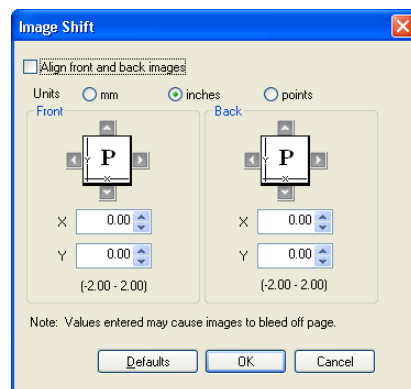 Image Shift
Align front and back images
Units mm inches points
Front Back
P P
Y Y
X X
X 0.00 X 0.00
Y 0.00 Y 0.00
(-2.00 - 2.00) (-2.00 - 2.00)
Note: Values entered may cause images to bleed off page.
Defaults OK Cancel